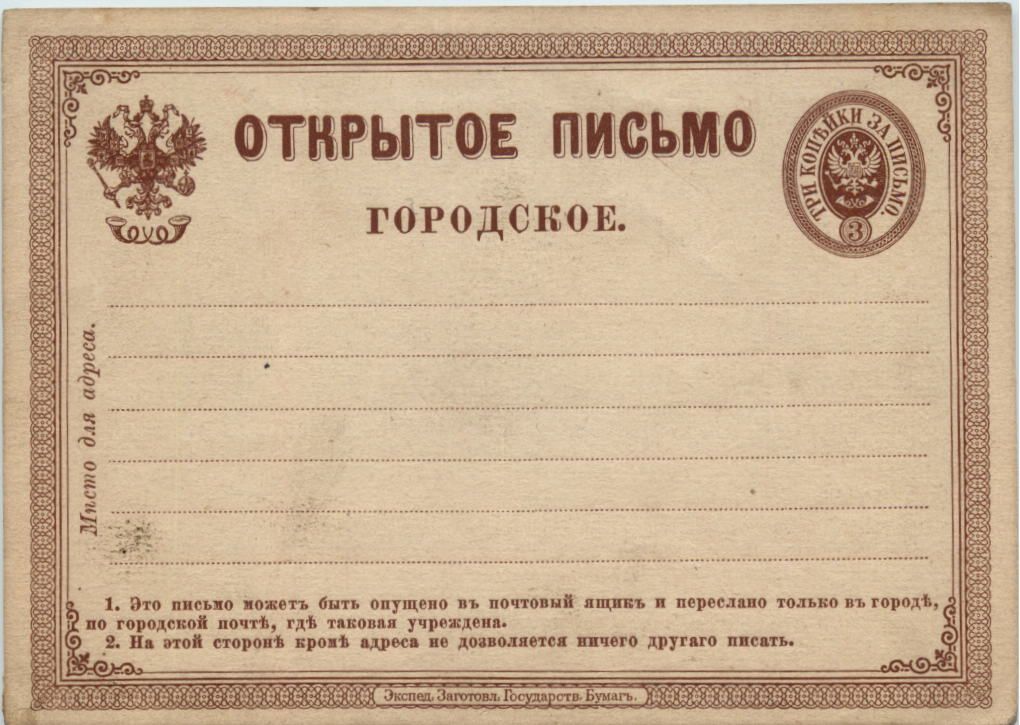 ОТКРЫТОЕ ПИСЬМО
ТРИ КОПѢЙКИ ЗА ПИСЬМО.
3
ГОРОДСКОЕ.
Мѣсто для адреса.
1. Это письмо можетъ быть опущено въ почтовый ящикъ и переслано только въ городѣ,
по городской почтѣ, гдѣ таковая учреждена.
2. На этой сторонѣ кромѣ адреса не дозволяется ничего другаго писать.
Экспед. Заготовл. Государств. Бумагъ.